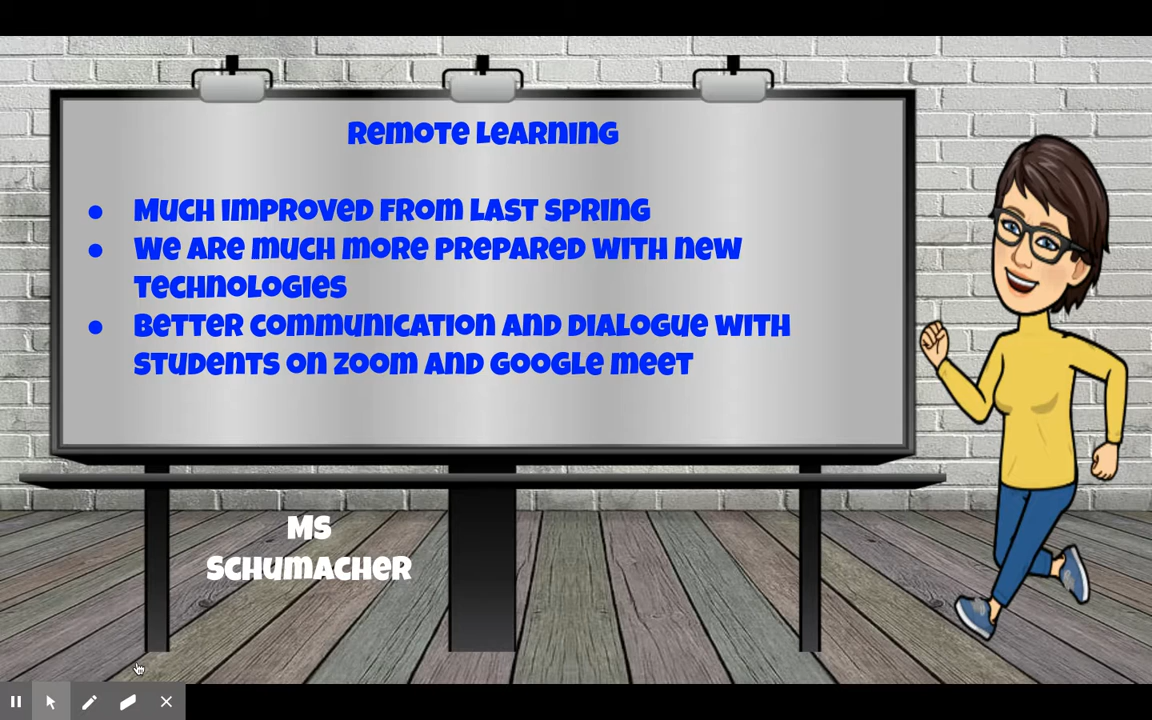 Remote Learning
● Much improved from last spring
● We are much more prepared with new
technologies
● Better communication and dialogue with
students on Zoom and Google Meet
Ms
Schumacher